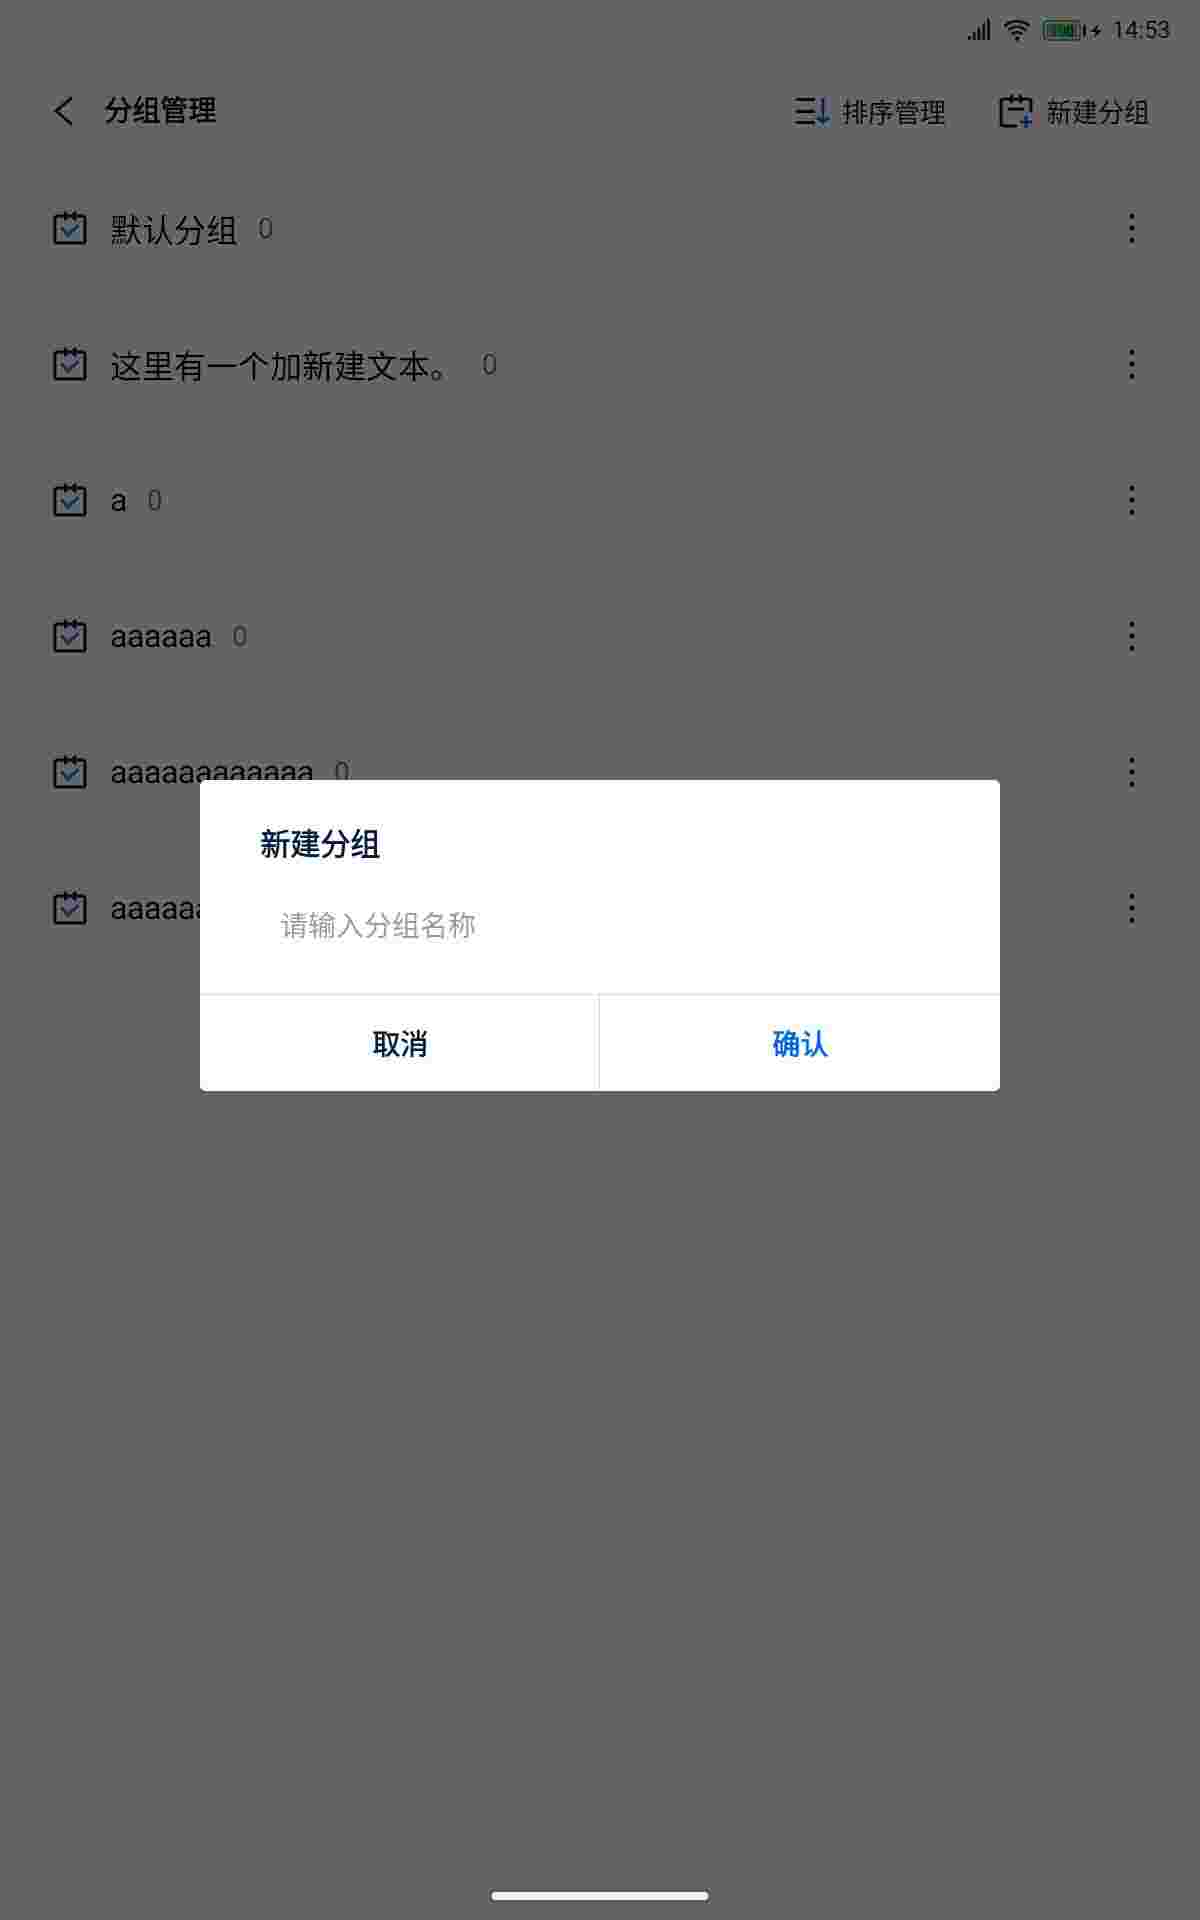 14:53
分组管理 排序管理 新建分组
默认分组 0
这里有一个加新建文本。 0
a 0
aaaaaa 0
aaaaaaaaaaaa 0
aaaaaa
新建分组
请输入分组名称
取消 确认